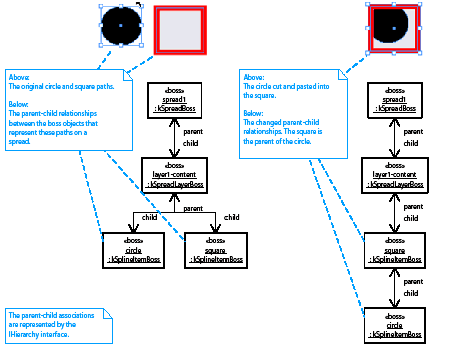 Above:
The original circle and square paths.
Below:
The parent-child relationships
between the boss objects that
represent these paths on a
spread.
«boss»
spread1
: kSpreadBoss
parent
child
«boss»
layer1-content
: kSpreadLayerBoss
parent
child
child
«boss»
circle
: kSplineItemBoss
«boss»
square
: kSplineItemBoss
The parent-child associations
are represented by the
IHierarchy interface.
Above:
The circle cut and pasted into
the square.
Below:
The changed parent-child
relationships. The square is
the parent of the circle.
«boss»
spread1
: kSpreadBoss
parent
child
«boss»
layer1-content
: kSpreadLayerBoss
parent
child
«boss»
square
: kSplineItemBoss
parent
child
«boss»
circle
: kSplineItemBoss